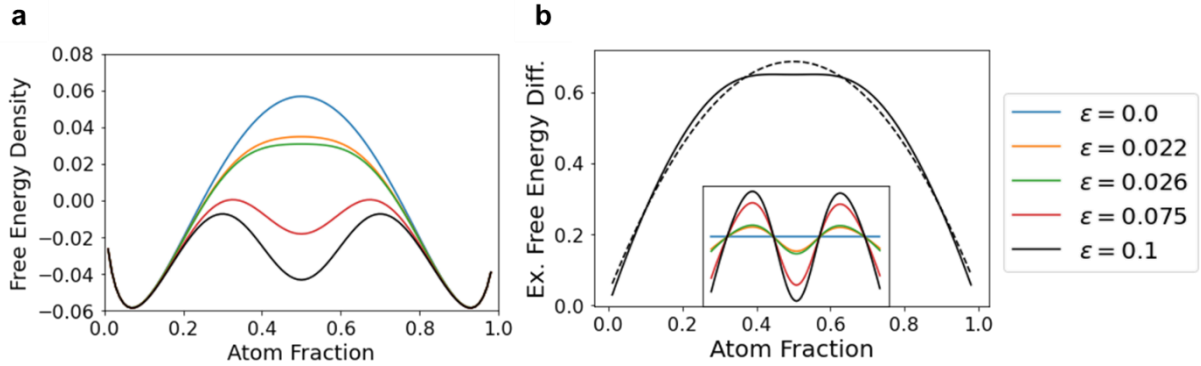 a
0.08
0.06
0.04
0.02
0.00
−0.02
−0.04
−0.06
Free Energy Density
0.0 0.2 0.4 0.6 0.8 1.0
Atom Fraction
b
0.6
0.4
0.2
0.0
Ex. Free Energy Diff.
0.0 0.2 0.4 0.6 0.8 1.0
Atom Fraction
ε = 0.0
ε = 0.022
ε = 0.026
ε = 0.075
ε = 0.1